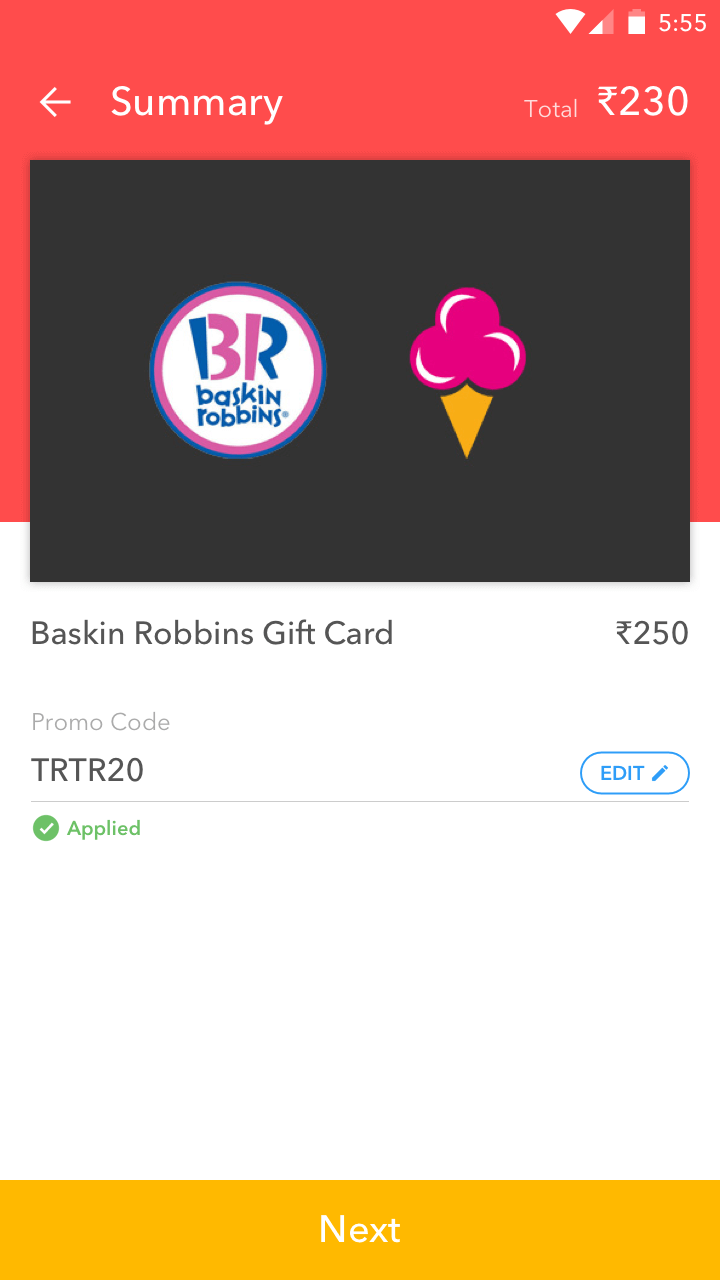 5:55
Summary
Total ₹230
BR
baskin
robbins®
Baskin Robbins Gift Card ₹250
Promo Code
TRTR20
EDIT
Applied
Next